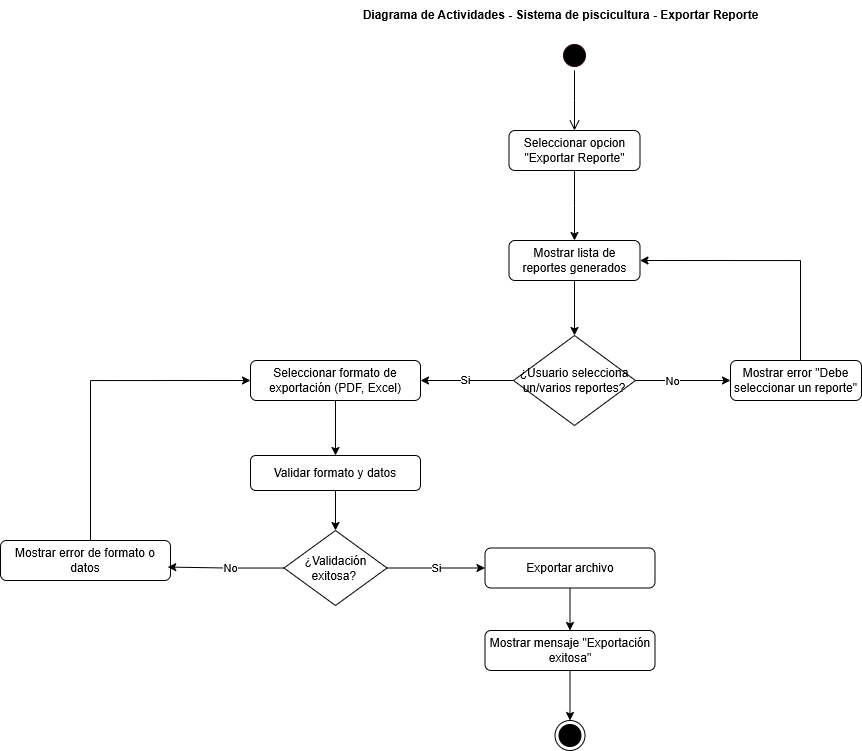 Diagrama de Actividades - Sistema de piscicultura - Exportar Reporte
Seleccionar opcion
"Exportar Reporte"
Mostrar lista de
reportes generados
¿Usuario selecciona
un/varios reportes?
Si
No
Seleccionar formato de
exportación (PDF, Excel)
Mostrar error "Debe
seleccionar un reporte"
Validar formato y datos
¿Validación
exitosa?
No
Si
Mostrar error de formato o
datos
Exportar archivo
Mostrar mensaje "Exportación
exitosa"